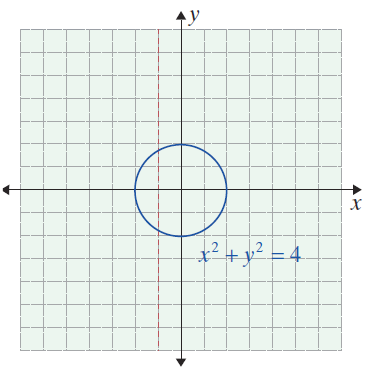 y
x
x² + y² = 4